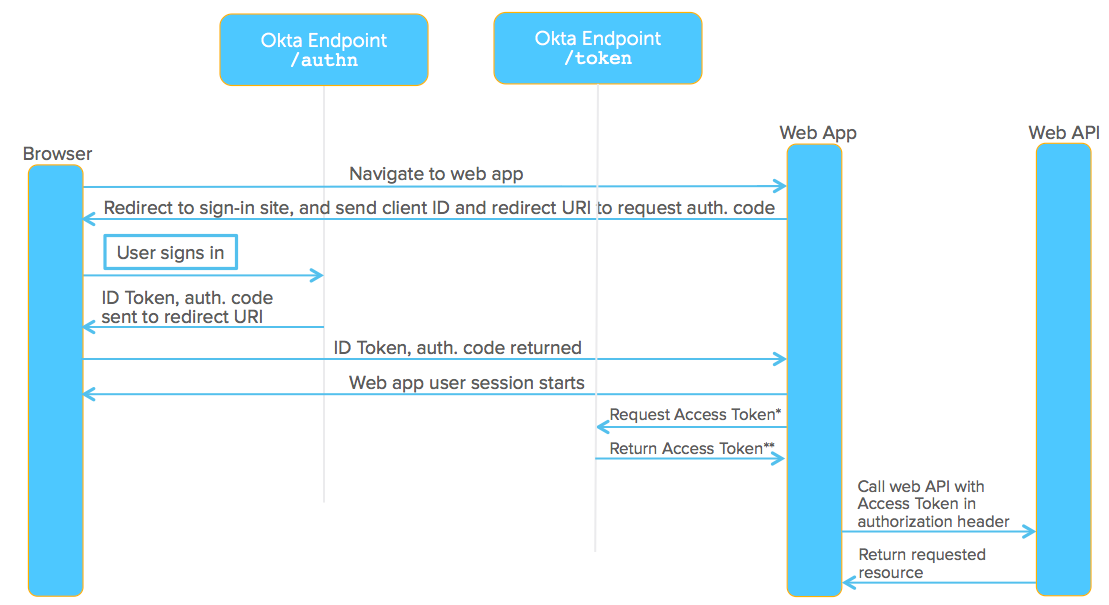 Okta Endpoint
/authn
Okta Endpoint
/token
Browser
Web App
Web API
Navigate to web app
Redirect to sign-in site, and send client ID and redirect URI to request auth. code
User signs in
ID Token, auth. code
sent to redirect URI
ID Token, auth. code returned
Web app user session starts
Request Access Token*
Return Access Token**
Call web API with
Access Token in
authorization header
Return requested
resource